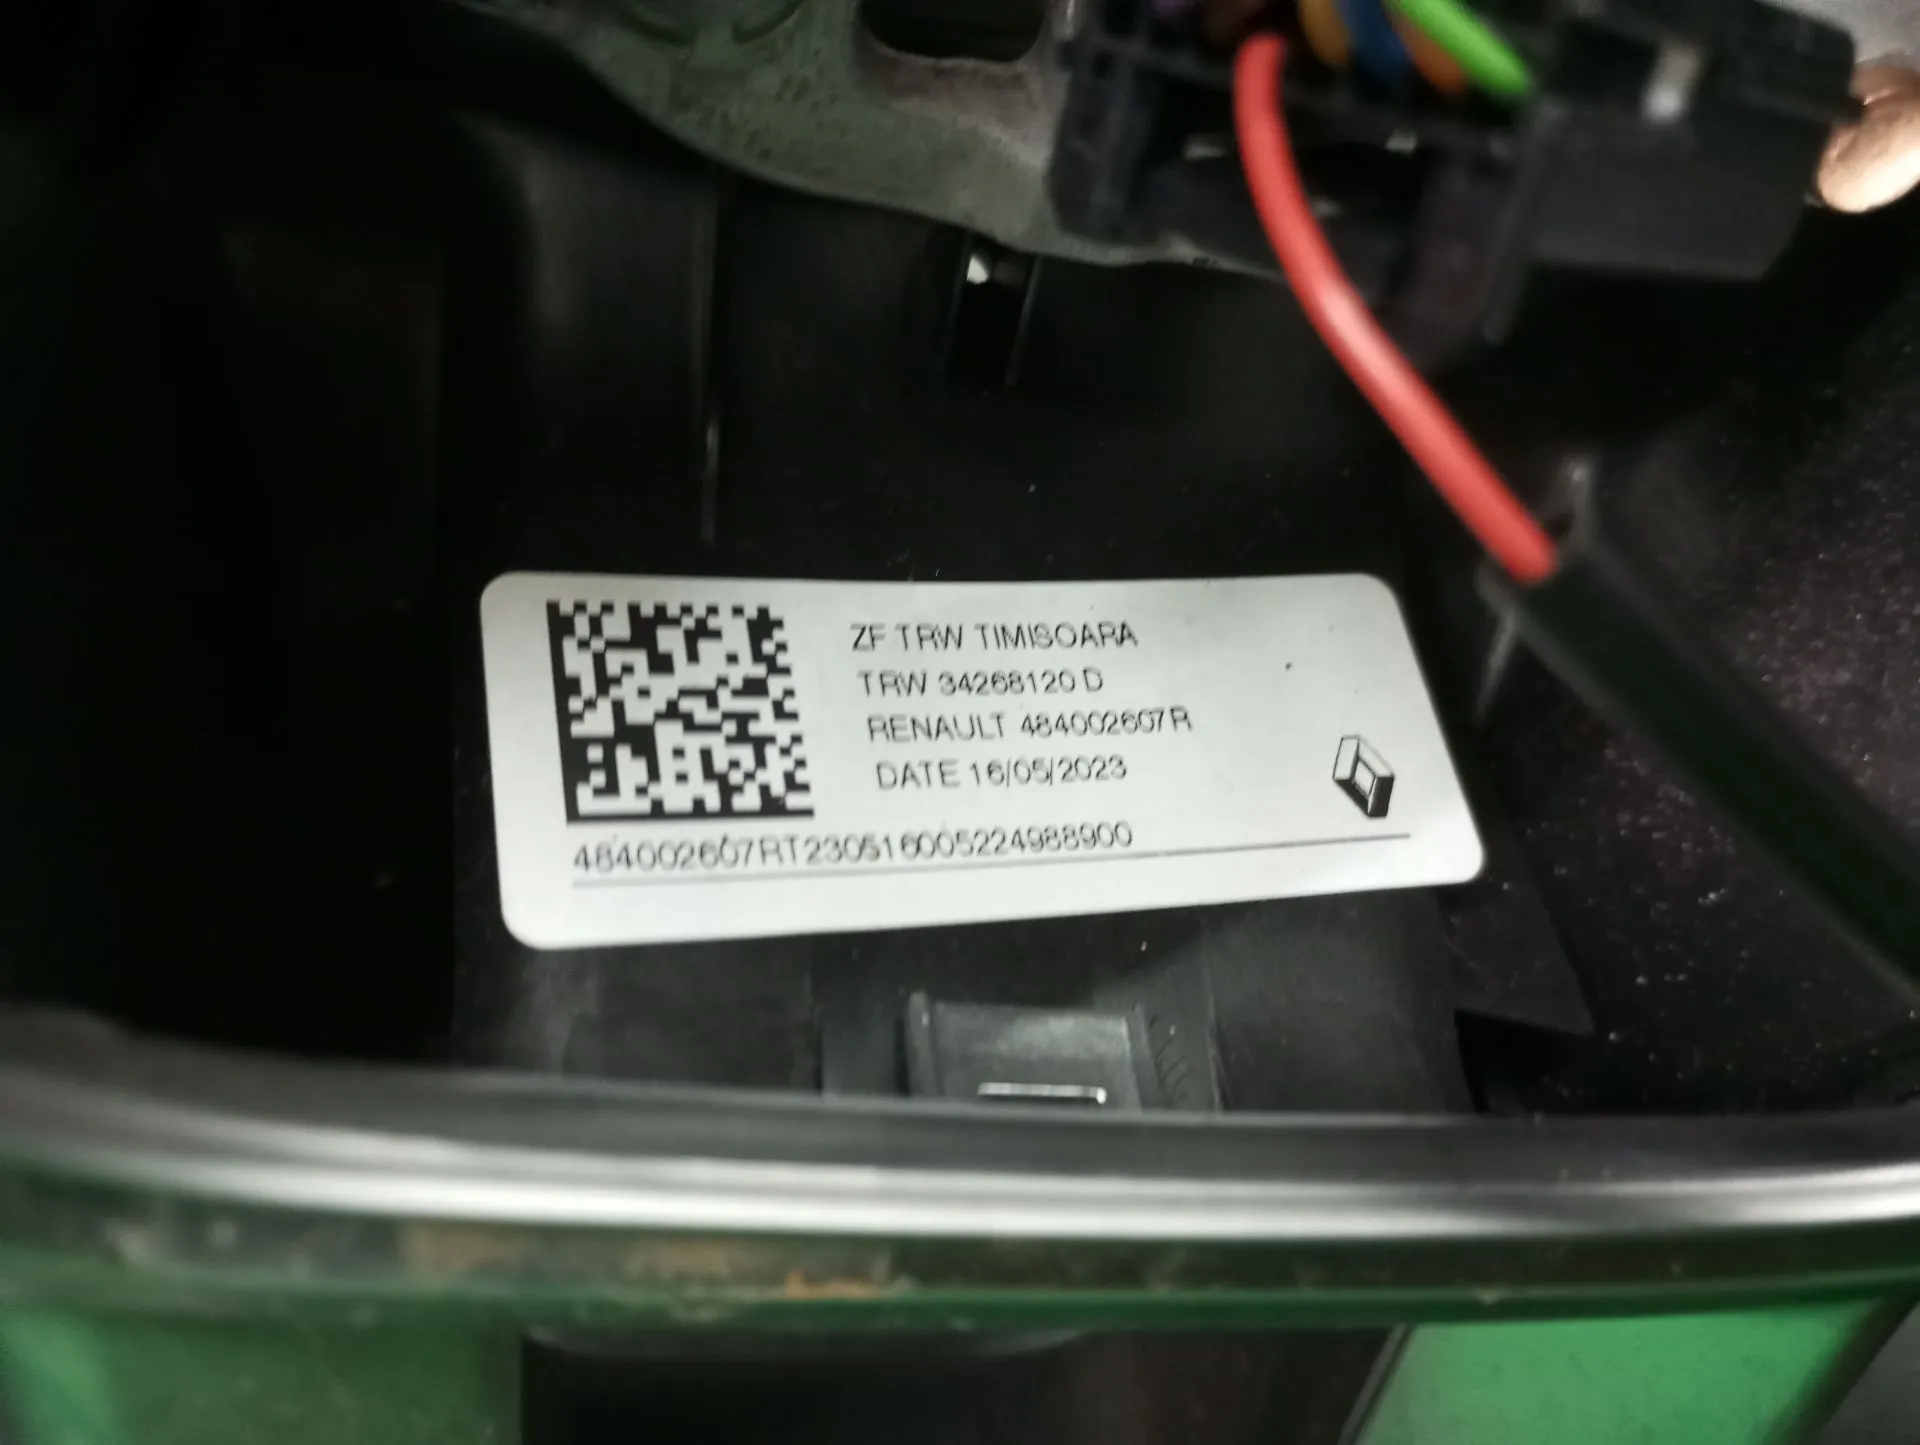 ZF TRW TIMISOARA
TRW 34268120 D
RENAULT 484002607R
DATE 16/05/2023
484002607RT230516005224988900